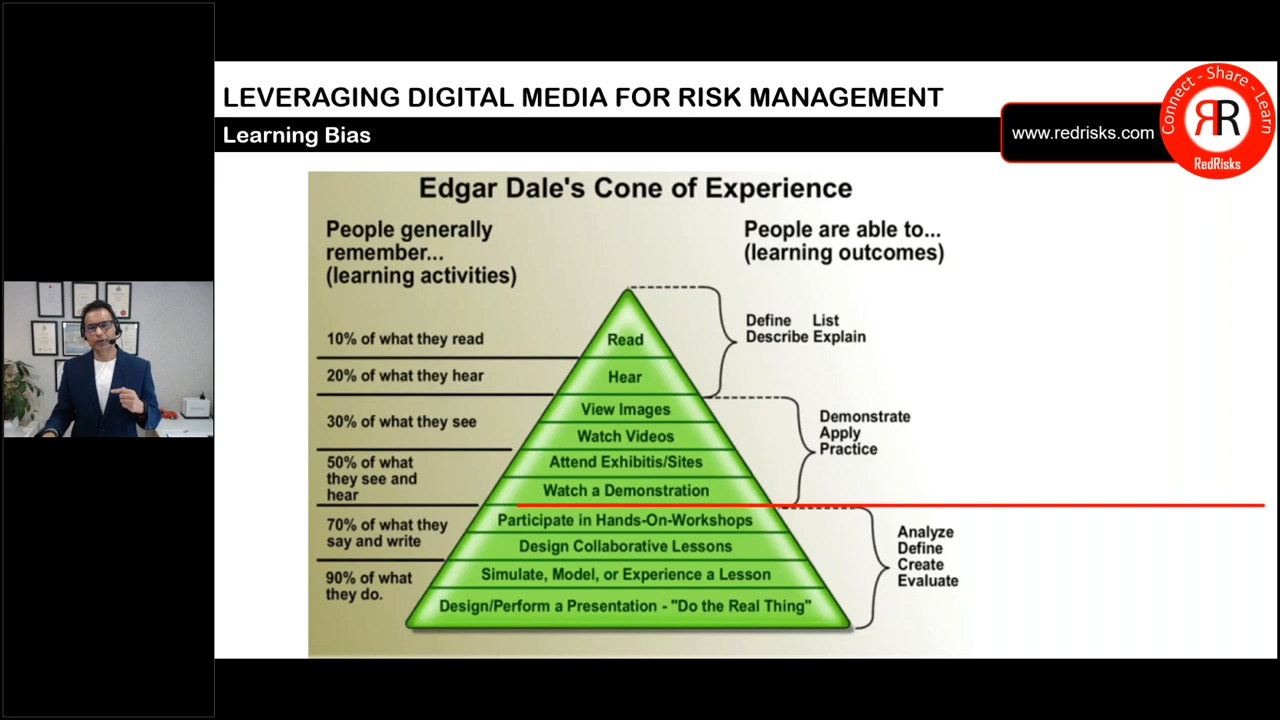 LEVERAGING DIGITAL MEDIA FOR RISK MANAGEMENT
Learning Bias
www.redrisks.com
Connect - Share - Learn
RR
RedRisks
Edgar Dale's Cone of Experience
People generally
remember...
(learning activities)
People are able to...
(learning outcomes)
10% of what they read
20% of what they hear
30% of what they see
50% of what
they see and
hear
70% of what they
say and write
90% of what
they do.
Read
Hear
View Images
Watch Videos
Attend Exhibitis/Sites
Watch a Demonstration
Participate in Hands-On-Workshops
Design Collaborative Lessons
Simulate, Model, or Experience a Lesson
Design/Perform a Presentation - "Do the Real Thing"
Define List
Describe Explain
Demonstrate
Apply
Practice
Analyze
Define
Create
Evaluate